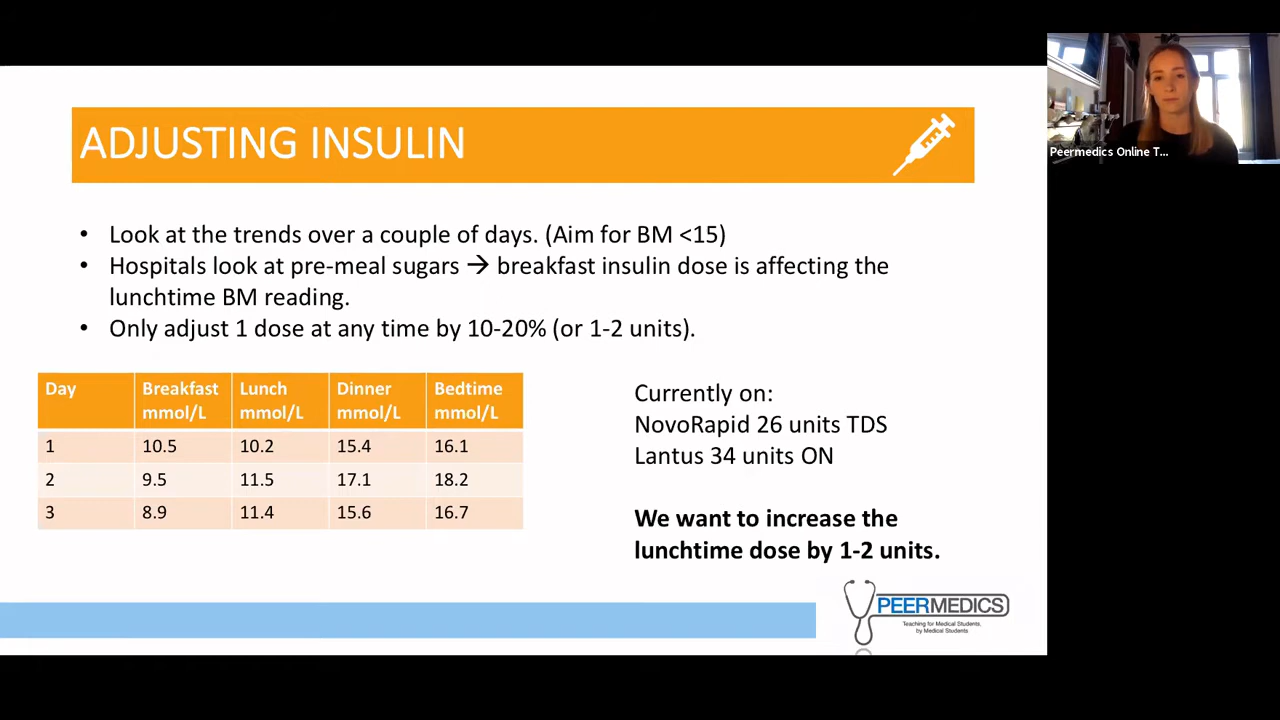 ADJUSTING INSULIN
Peermedics Online T...
• Look at the trends over a couple of days. (Aim for BM <15)
• Hospitals look at pre-meal sugars → breakfast insulin dose is affecting the
lunchtime BM reading.
• Only adjust 1 dose at any time by 10-20% (or 1-2 units).
Day Breakfast mmol/L Lunch mmol/L Dinner mmol/L Bedtime mmol/L
1 10.5 10.2 15.4 16.1
2 9.5 11.5 17.1 18.2
3 8.9 11.4 15.6 16.7
Currently on:
NovoRapid 26 units TDS
Lantus 34 units ON
We want to increase the
lunchtime dose by 1-2 units.
PEERMEDICS
Teaching for Medical Students,
by Medical Students